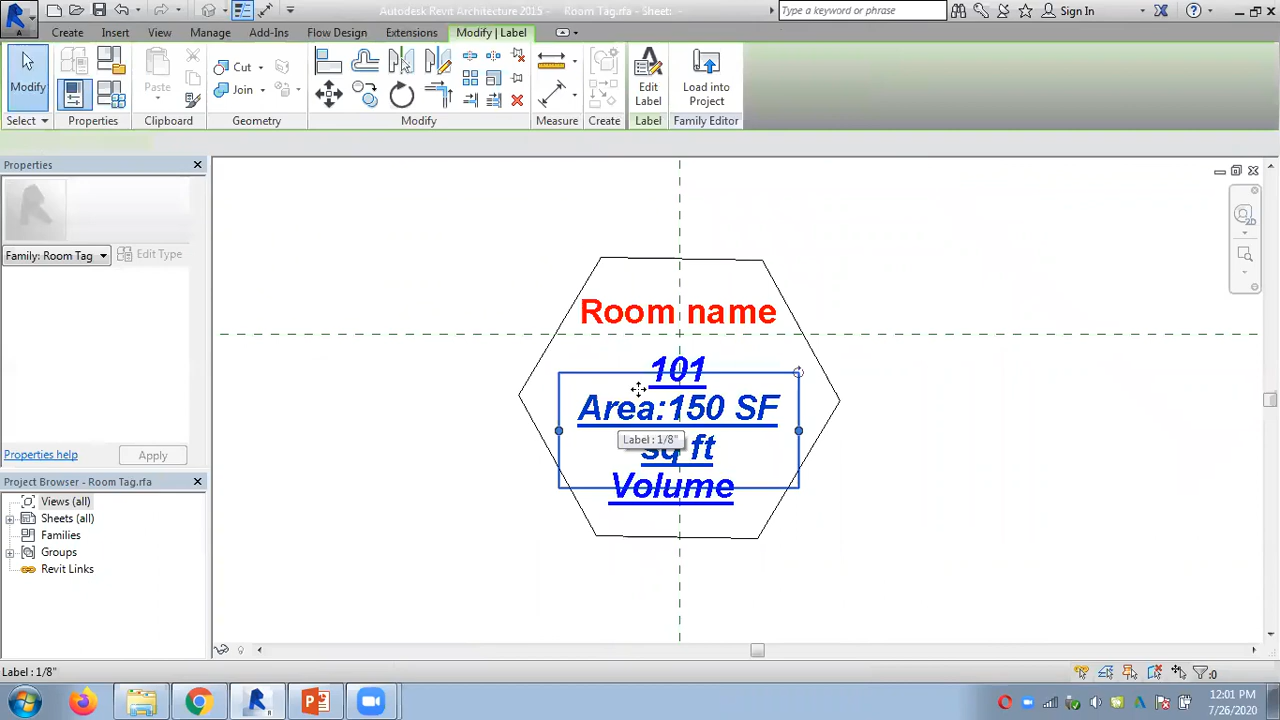 Autodesk Revit Architecture 2015 - Room Tag.rfa - Sheet:
Type a keyword or phrase
Sign In
Create Insert View Manage Add-Ins Flow Design Extensions Modify | Label
Modify
Select
Properties
Paste
Clipboard
Cut
Join
Geometry
Modify
Measure
Create
Edit Label
Label
Load into Project
Family Editor
Properties
Family: Room Tag
Edit Type
Properties help
Apply
Project Browser - Room Tag.rfa
Views (all)
Sheets (all)
Families
Groups
Revit Links
Room name
101
Area:150 SF
sq ft
Volume
Label : 1/8"
Label : 1/8"
:0
12:01 PM
7/26/2020